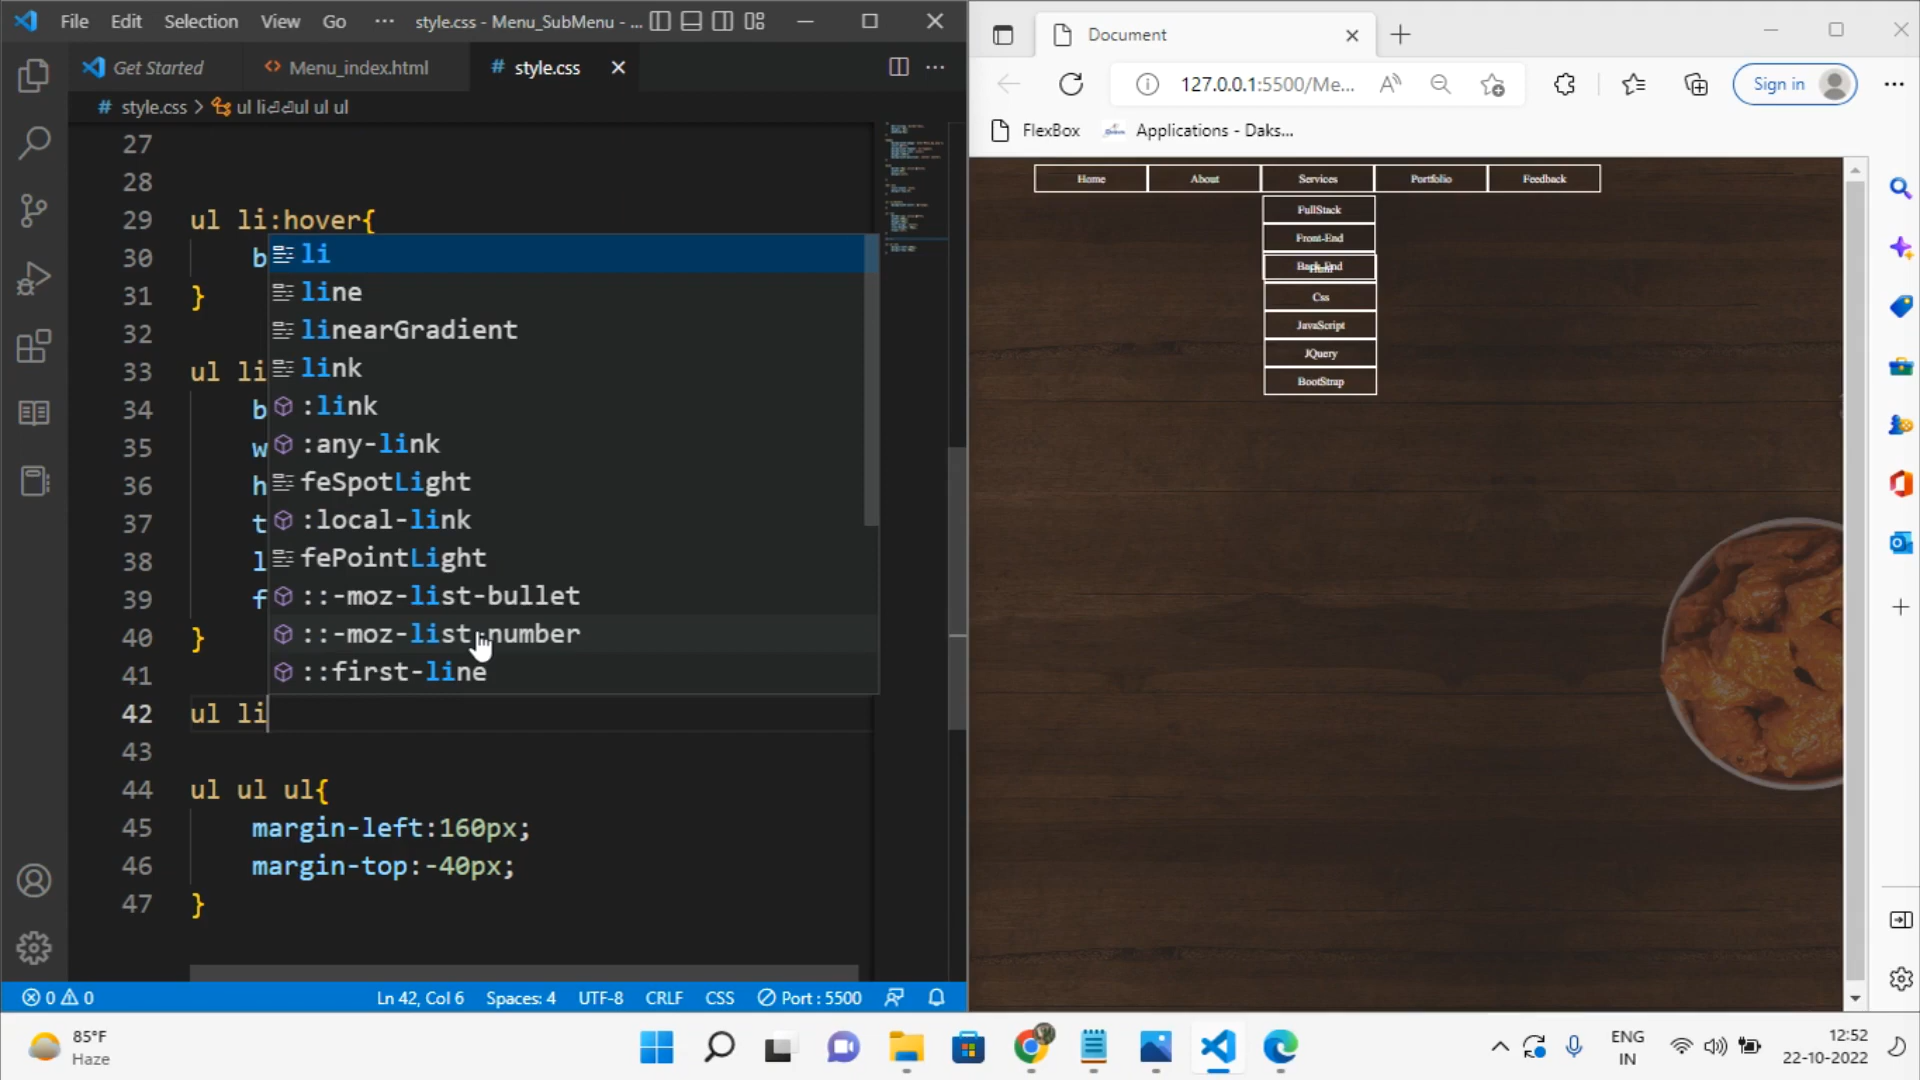 File Edit Selection View Go ··· style.css - Menu_SubMenu - ...
Get Started
Menu_index.html
# style.css
# style.css > ul li⏎⏎ul ul ul
27
28
29 ul li:hover{
30 b
31 }
32
33 ul li
34 b
35 w
36 h
37 t
38 l
39 f
40 }
41
42 ul li
43
44 ul ul ul{
45 margin-left:160px;
46 margin-top:-40px;
47 }
li
line
linearGradient
link
:link
:any-link
feSpotLight
:local-link
fePointLight
::-moz-list-bullet
::-moz-list-number
::first-line
0 0 Ln 42, Col 6 Spaces: 4 UTF-8 CRLF CSS Port : 5500
Document
127.0.0.1:5500/Me...
Sign in
FlexBox
Applications - Daks...
Home About Services Portfolio Feedback
FullStack
Front-End
Back-End
Css
JavaScript
JQuery
BootStrap
85°F
Haze
ENG
IN
12:52
22-10-2022